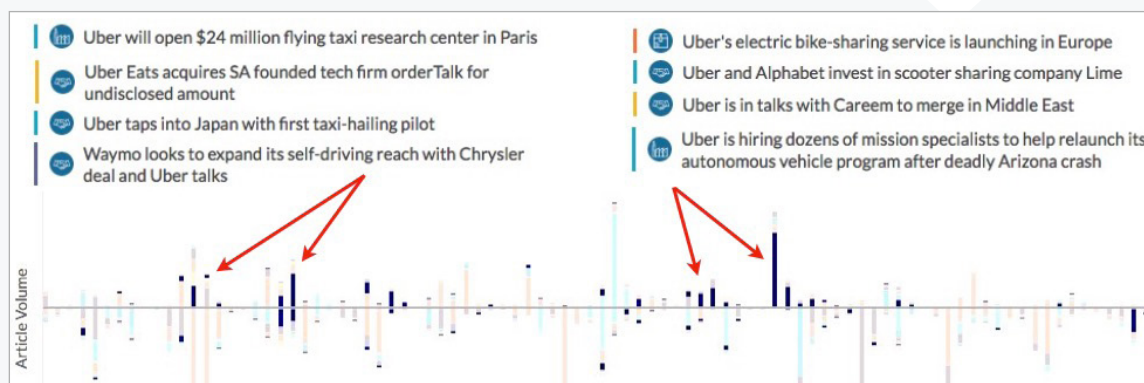 Uber will open $24 million flying taxi research center in Paris
Uber Eats acquires SA founded tech firm orderTalk for
undisclosed amount
Uber taps into Japan with first taxi-hailing pilot
Waymo looks to expand its self-driving reach with Chrysler
deal and Uber talks
Uber's electric bike-sharing service is launching in Europe
Uber and Alphabet invest in scooter sharing company Lime
Uber is in talks with Careem to merge in Middle East
Uber is hiring dozens of mission specialists to help relaunch its
autonomous vehicle program after deadly Arizona crash
Article Volume